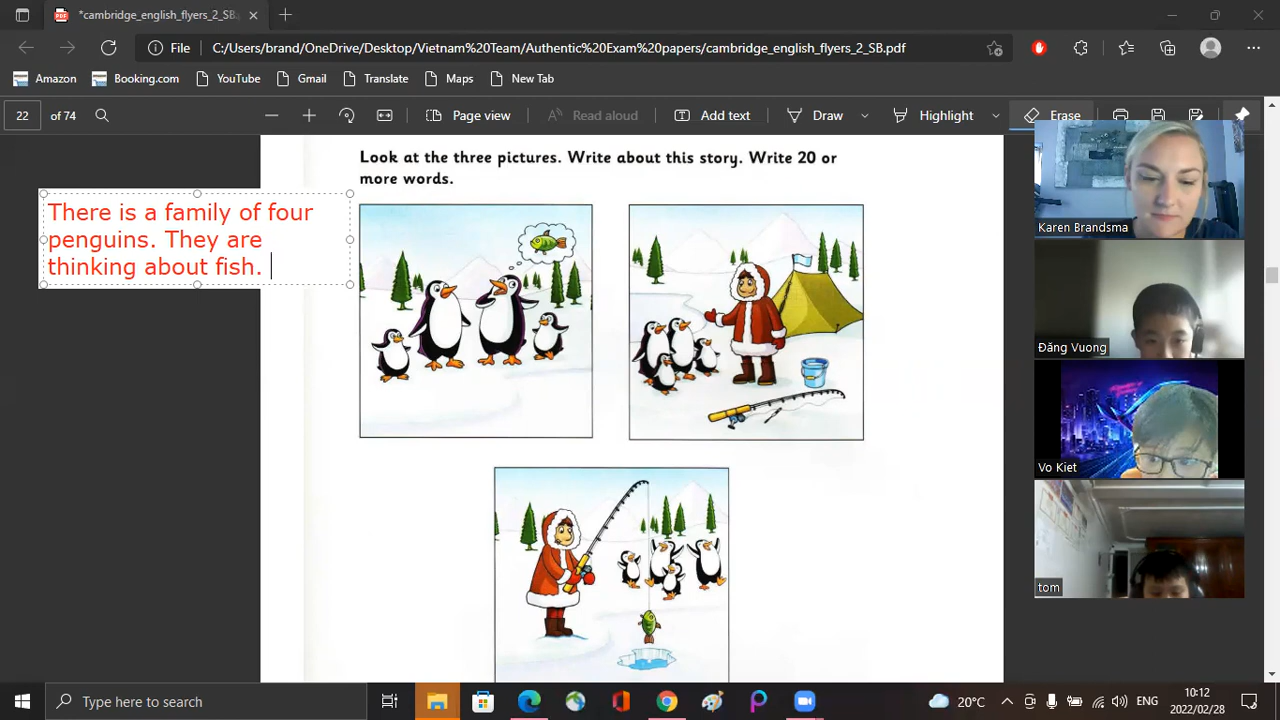 *cambridge_english_flyers_2_SB.
File C:/Users/brand/OneDrive/Desktop/Vietnam%20Team/Authentic%20Exam%20papers/cambridge_english_flyers_2_SB.pdf
Amazon Booking.com YouTube Gmail Translate Maps New Tab
22 of 74 Page view Read aloud Add text Draw Highlight Erase
Look at the three pictures. Write about this story. Write 20 or
more words.
There is a family of four
penguins. They are
thinking about fish.
Karen Brandsma
Đăng Vuong
Vo Kiet
tom
Type here to search
20°C ENG 10:12
2022/02/28